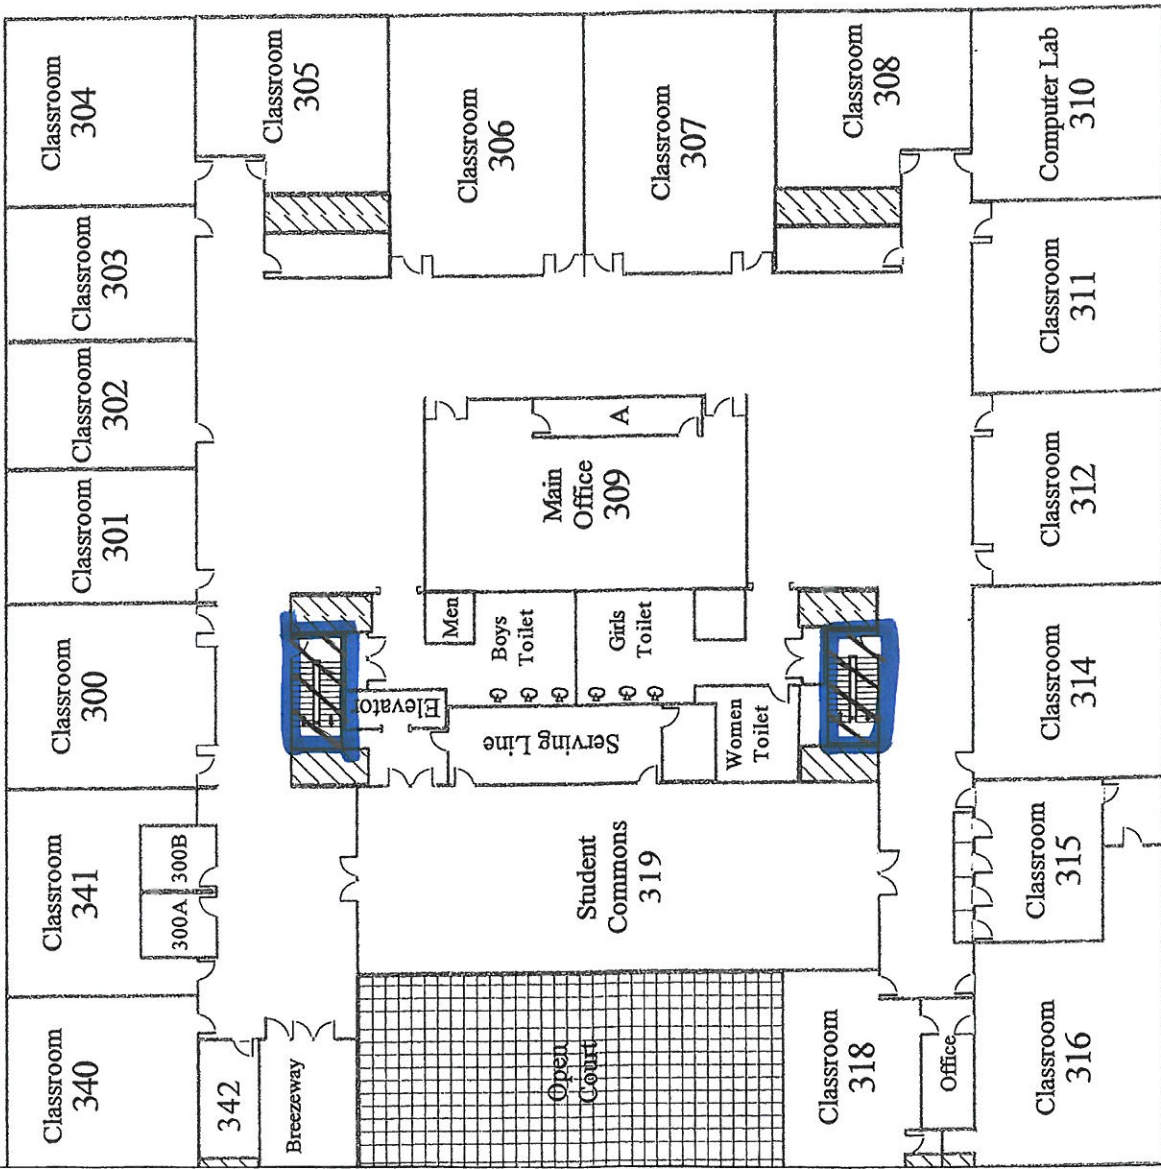 Classroom
304
Classroom
305
Classroom
306
Classroom
307
Classroom
308
Computer Lab
310
Classroom
303
Classroom
302
Classroom
301
Classroom
300
Classroom
341
300B
300A
Classroom
340
342
Breezeway
Main
Office
309
A
Men
Boys
Toilet
Girls
Toilet
Elevator
Serving Line
Women
Toilet
Student
Commons
319
Open
Court
Classroom
311
Classroom
312
Classroom
314
Classroom
315
Classroom
316
Classroom
318
Office